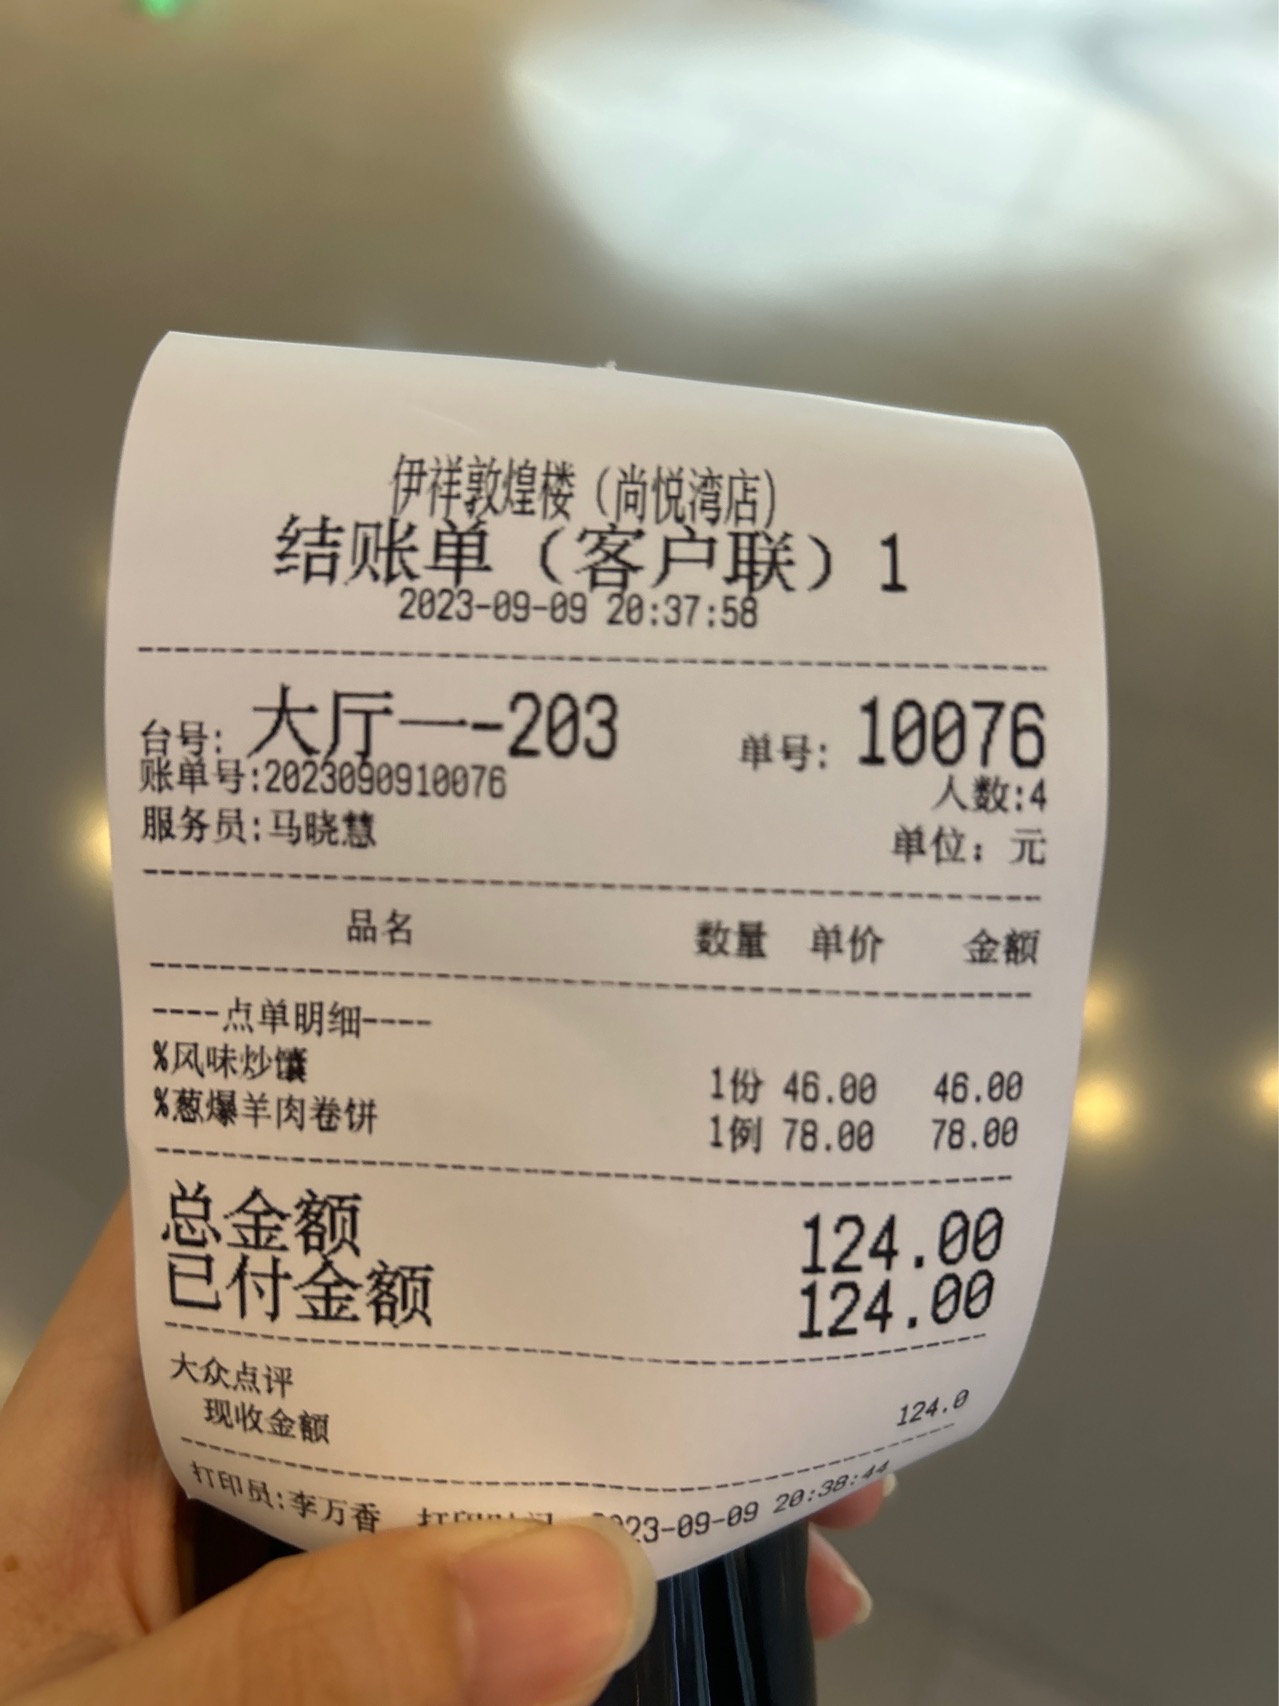 伊祥敦煌楼（尚悦湾店）
结账单（客户联）1
2023-09-09 20:37:58
台号: 大厅一-203 单号: 10076
账单号:2023090910076 人数:4
服务员:马晓慧 单位: 元
品名 数量 单价 金额
----点单明细----
%风味炒馕 1份 46.00 46.00
%葱爆羊肉卷饼 1例 78.00 78.00
总金额 124.00
已付金额 124.00
大众点评
现收金额 124.0
打印员:李万香 23-09-09 20:38:44